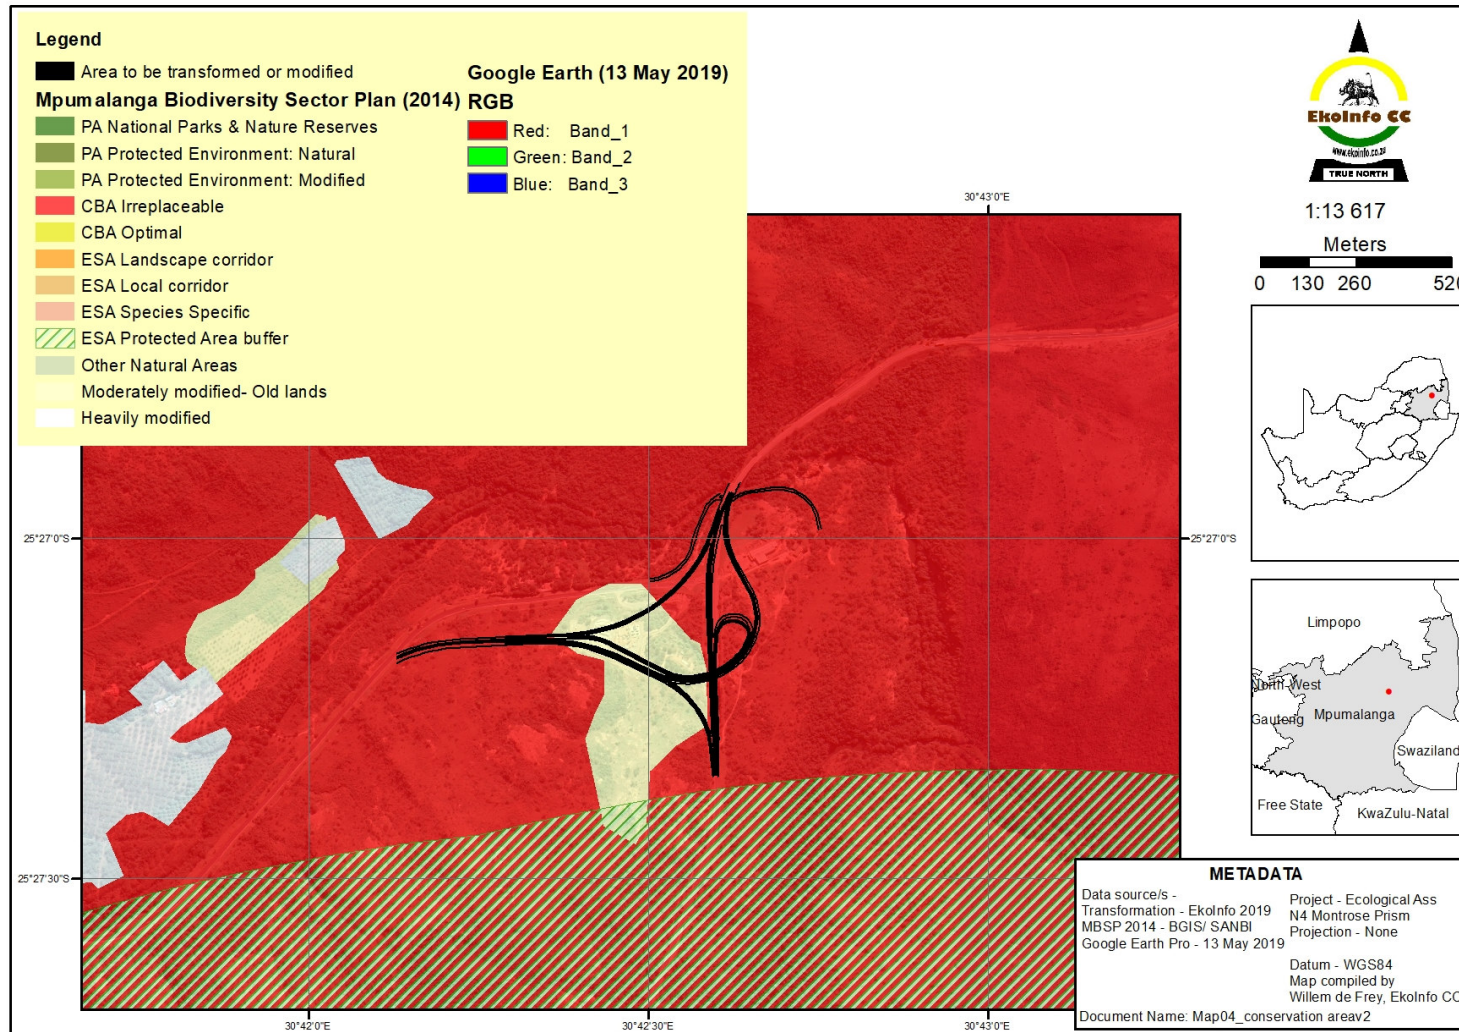 Legend
Area to be transformed or modified
Mpumalanga Biodiversity Sector Plan (2014)
PA National Parks & Nature Reserves
PA Protected Environment: Natural
PA Protected Environment: Modified
CBA Irreplaceable
CBA Optimal
ESA Landscape corridor
ESA Local corridor
ESA Species Specific
ESA Protected Area buffer
Other Natural Areas
Moderately modified- Old lands
Heavily modified
Google Earth (13 May 2019)
RGB
Red: Band_1
Green: Band_2
Blue: Band_3
EkoInfo CC
www.ekoinfo.co.za
TRUE NORTH
1:13 617
Meters
0 130 260 520
30°43'0"E
25°27'0"S
25°27'0"S
25°27'30"S
30°42'0"E
30°42'30"E
30°43'0"E
Limpopo
North-West
Gauteng
Mpumalanga
Swaziland
Free State
KwaZulu-Natal
METADATA
Data source/s -
Transformation - EkoInfo 2019
MBSP 2014 - BGIS/ SANBI
Google Earth Pro - 13 May 2019
Project - Ecological Ass
N4 Montrose Prism
Projection - None
Datum - WGS84
Map compiled by
Willem de Frey, EkoInfo CC
Document Name: Map04_conservation areav2